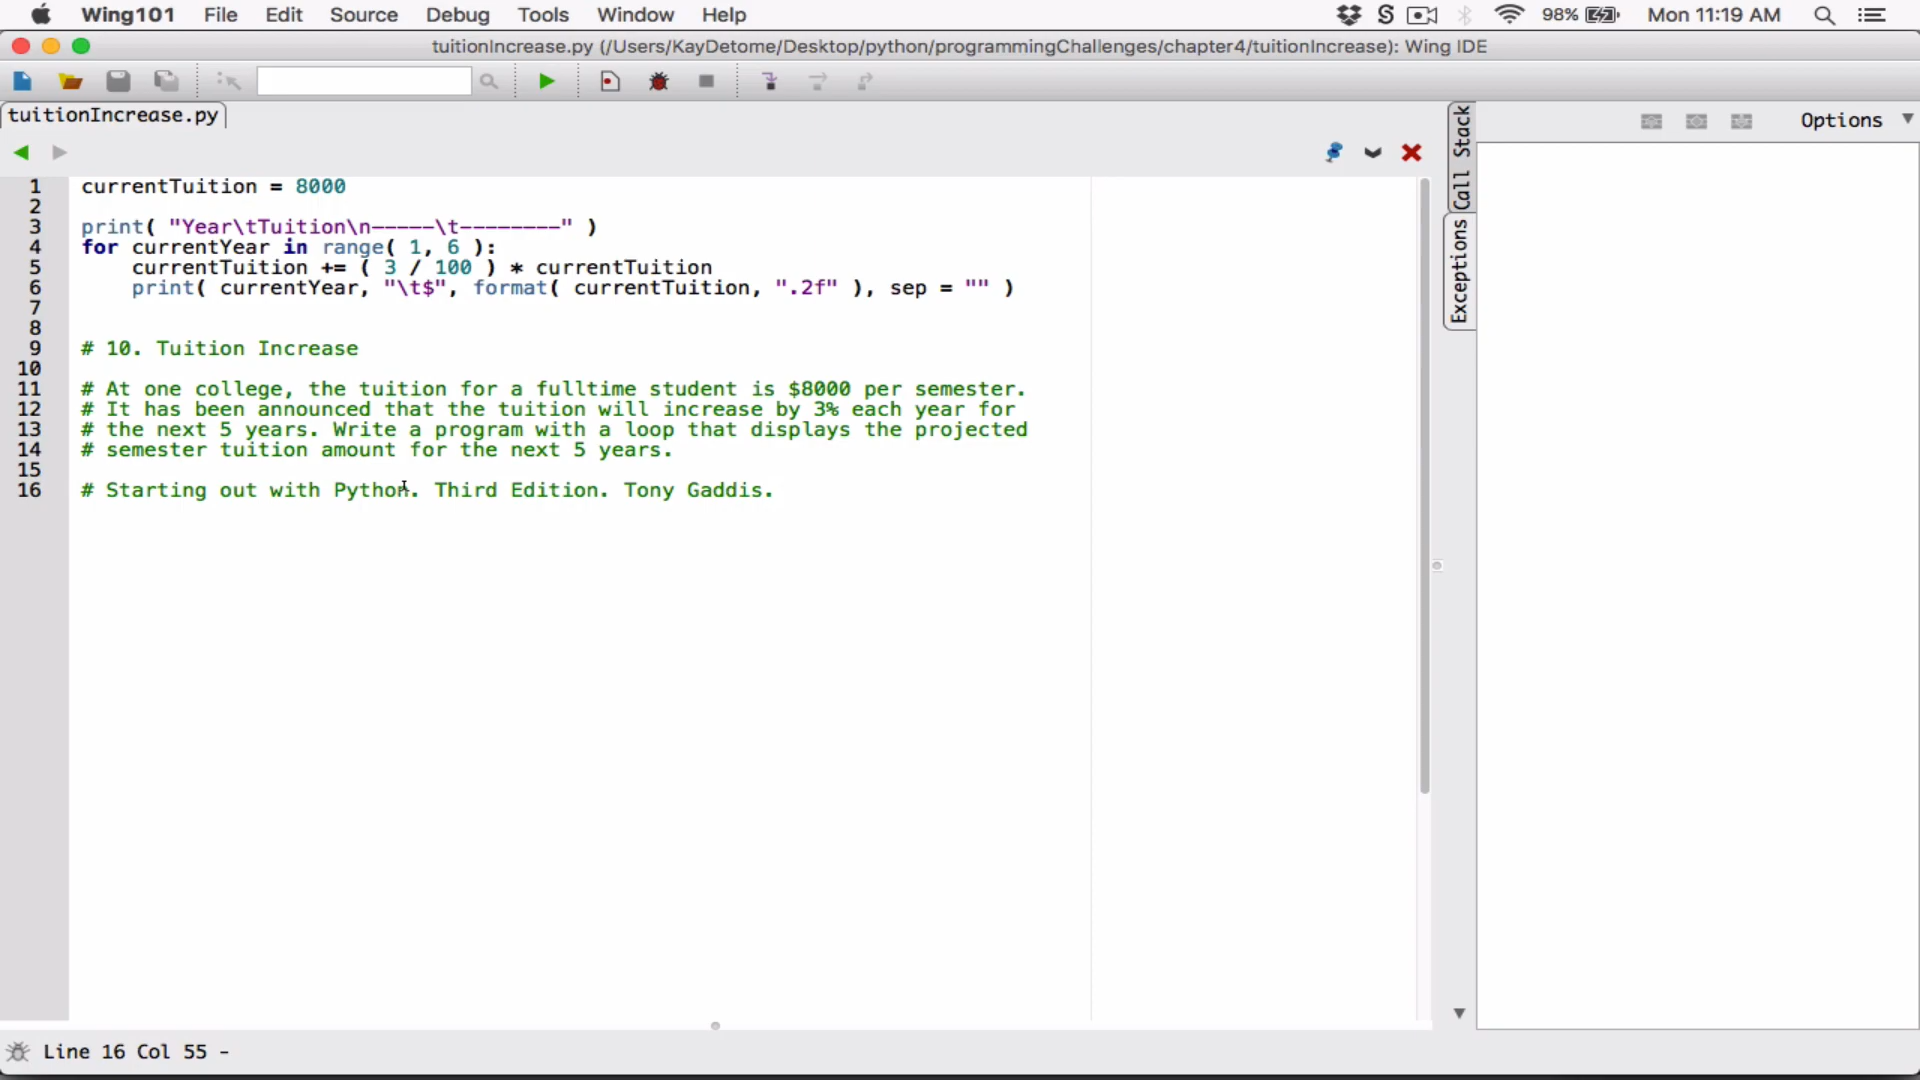 Wing101 File Edit Source Debug Tools Window Help 98% Mon 11:19 AM
tuitionIncrease.py (/Users/KayDetome/Desktop/python/programmingChallenges/chapter4/tuitionIncrease): Wing IDE
tuitionIncrease.py
Options
Call Stack
Exceptions
1 currentTuition = 8000
2
3 print( "Year\tTuition\n-----\t--------" )
4 for currentYear in range( 1, 6 ):
5     currentTuition += ( 3 / 100 ) * currentTuition
6     print( currentYear, "\t$", format( currentTuition, ".2f" ), sep = "" )
7
8
9 # 10. Tuition Increase
10
11 # At one college, the tuition for a fulltime student is $8000 per semester.
12 # It has been announced that the tuition will increase by 3% each year for
13 # the next 5 years. Write a program with a loop that displays the projected
14 # semester tuition amount for the next 5 years.
15
16 # Starting out with Python. Third Edition. Tony Gaddis.
Line 16 Col 55 -